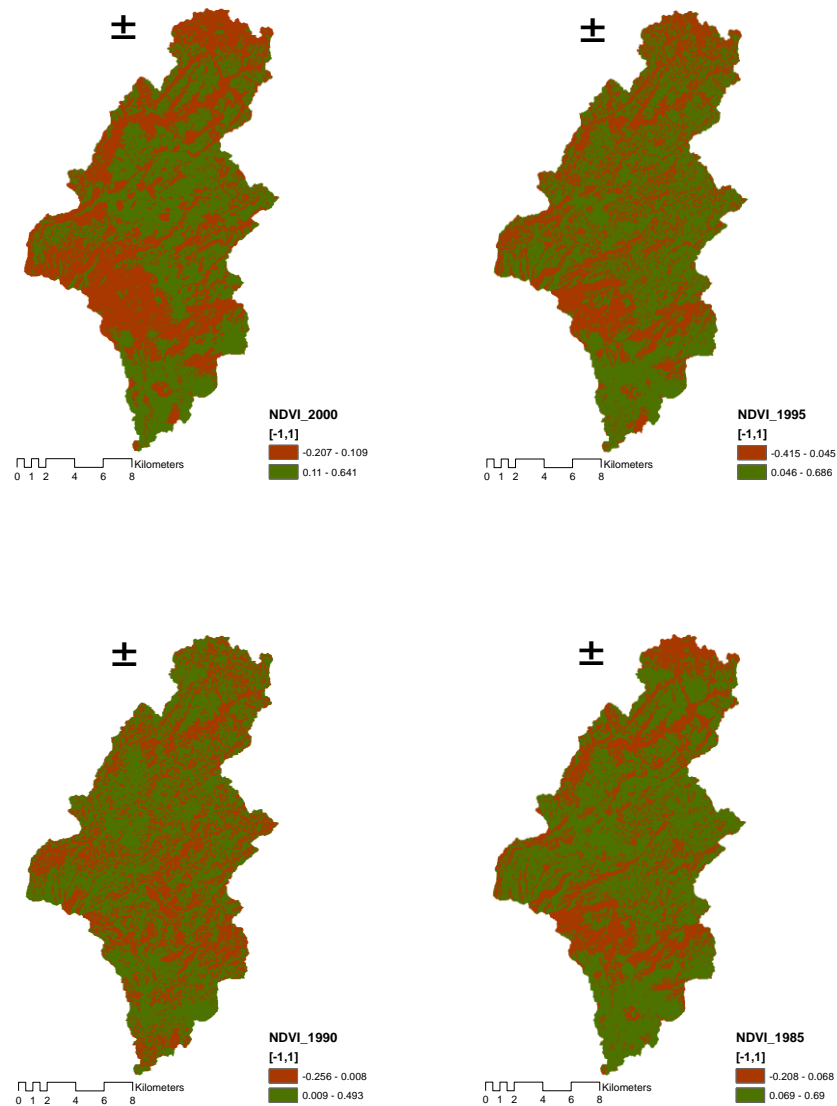 ±
NDVI_2000
[-1,1]
-0.207 - 0.109
0.11 - 0.641
Kilometers
0 1 2 4 6 8
±
NDVI_1995
[-1,1]
-0.415 - 0.045
0.046 - 0.686
Kilometers
0 1 2 4 6 8
±
NDVI_1990
[-1,1]
-0.256 - 0.008
0.009 - 0.493
Kilometers
0 1 2 4 6 8
±
NDVI_1985
[-1,1]
-0.208 - 0.068
0.069 - 0.69
Kilometers
0 1 2 4 6 8